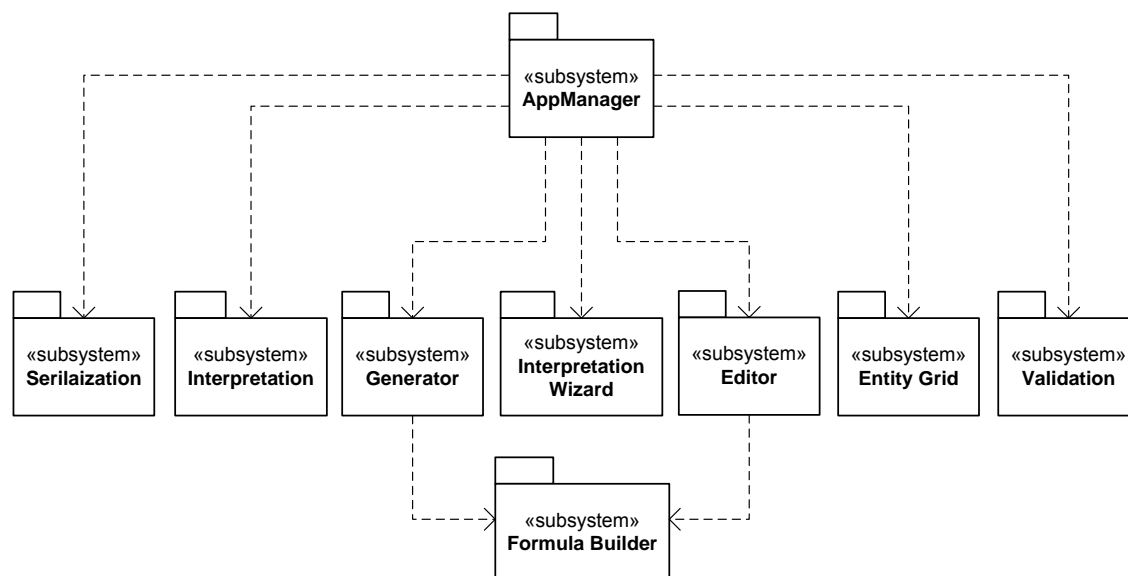 «subsystem»
AppManager
«subsystem»
Serilaization
«subsystem»
Interpretation
«subsystem»
Generator
«subsystem»
Interpretation
Wizard
«subsystem»
Editor
«subsystem»
Entity Grid
«subsystem»
Validation
«subsystem»
Formula Builder